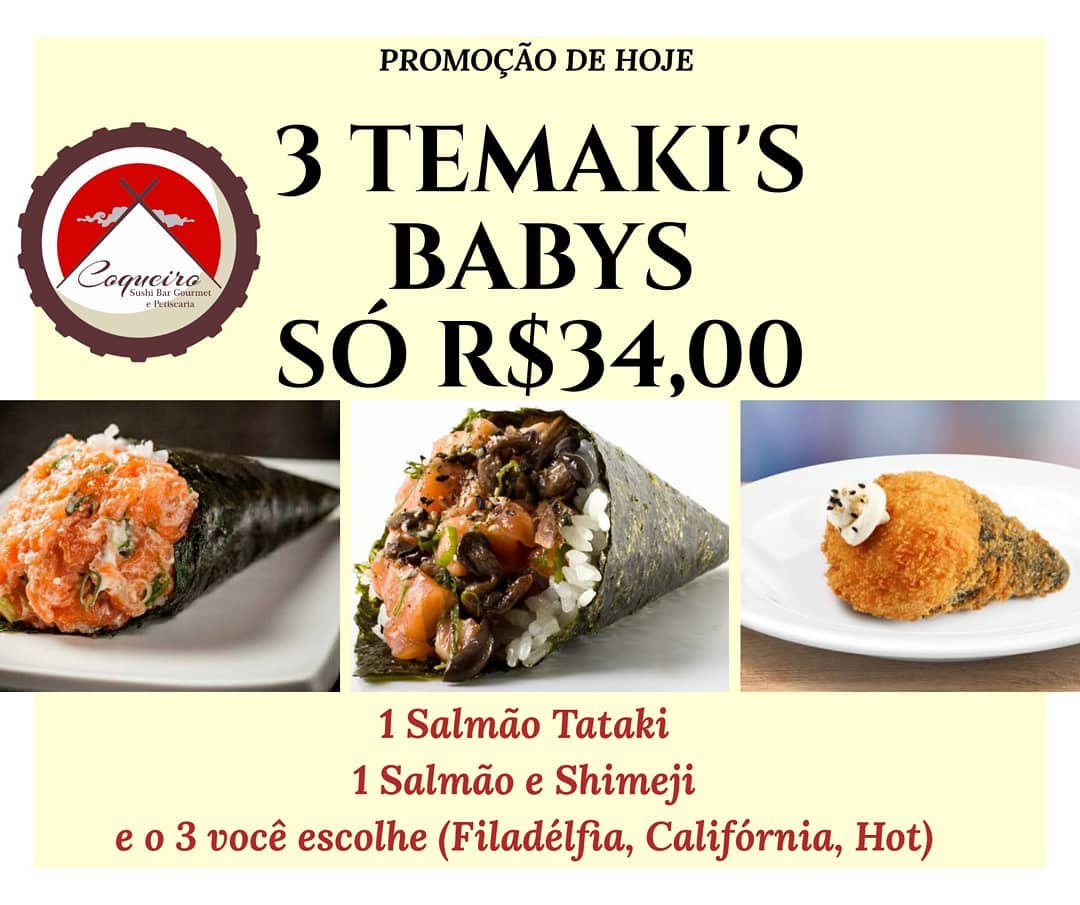 PROMOÇÃO DE HOJE
3 TEMAKI'S
BABYS
SÓ R$34,00
Coqueiro
Sushi Bar Gourmet
e Petiscaria
1 Salmão Tataki
1 Salmão e Shimeji
e o 3 você escolhe (Filadélfia, Califórnia, Hot)